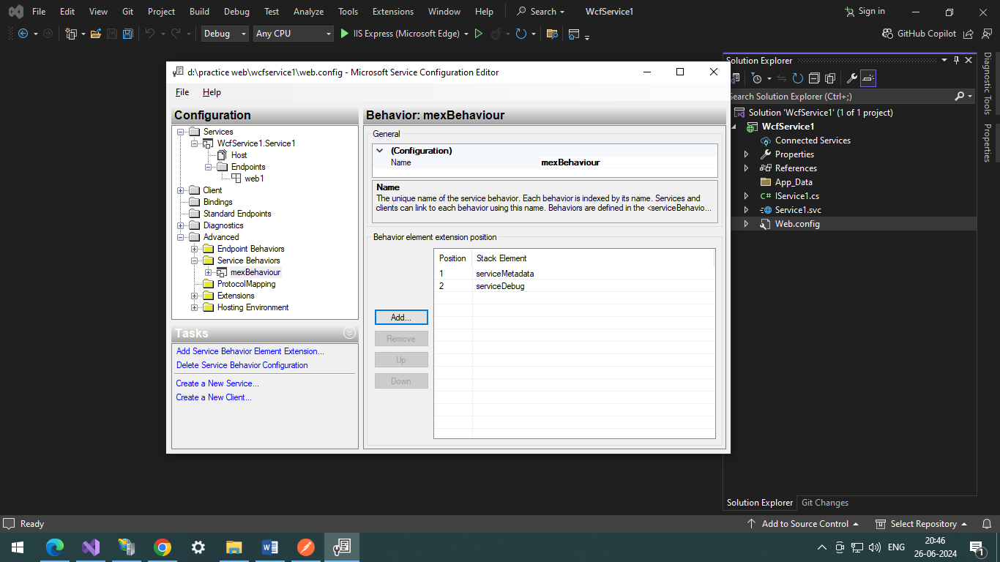 File Edit View Git Project Build Debug Test Analyze Tools Extensions Window Help Search WcfService1 Sign in
Debug Any CPU IIS Express (Microsoft Edge) GitHub Copilot
d:\practice web\wcfservice1\web.config - Microsoft Service Configuration Editor
File Help
Configuration
Services
WcfService1.Service1
Host
Endpoints
web1
Client
Bindings
Standard Endpoints
Diagnostics
Advanced
Endpoint Behaviors
Service Behaviors
mexBehaviour
ProtocolMapping
Extensions
Hosting Environment
Tasks
Add Service Behavior Element Extension...
Delete Service Behavior Configuration
Create a New Service...
Create a New Client...
Behavior: mexBehaviour
General
(Configuration)
Name mexBehaviour
Name
The unique name of the service behavior. Each behavior is indexed by its name. Services and
clients can link to each behavior using this name. Behaviors are defined in the <serviceBehavio...
Behavior element extension position
Position Stack Element
1 serviceMetadata
2 serviceDebug
Add...
Remove
Up
Down
Solution Explorer
Search Solution Explorer (Ctrl+;)
Solution 'WcfService1' (1 of 1 project)
WcfService1
Connected Services
Properties
References
App_Data
IService1.cs
Service1.svc
Web.config
Solution Explorer Git Changes
Diagnostic Tools
Properties
Ready Add to Source Control Select Repository
ENG 20:46
26-06-2024
1